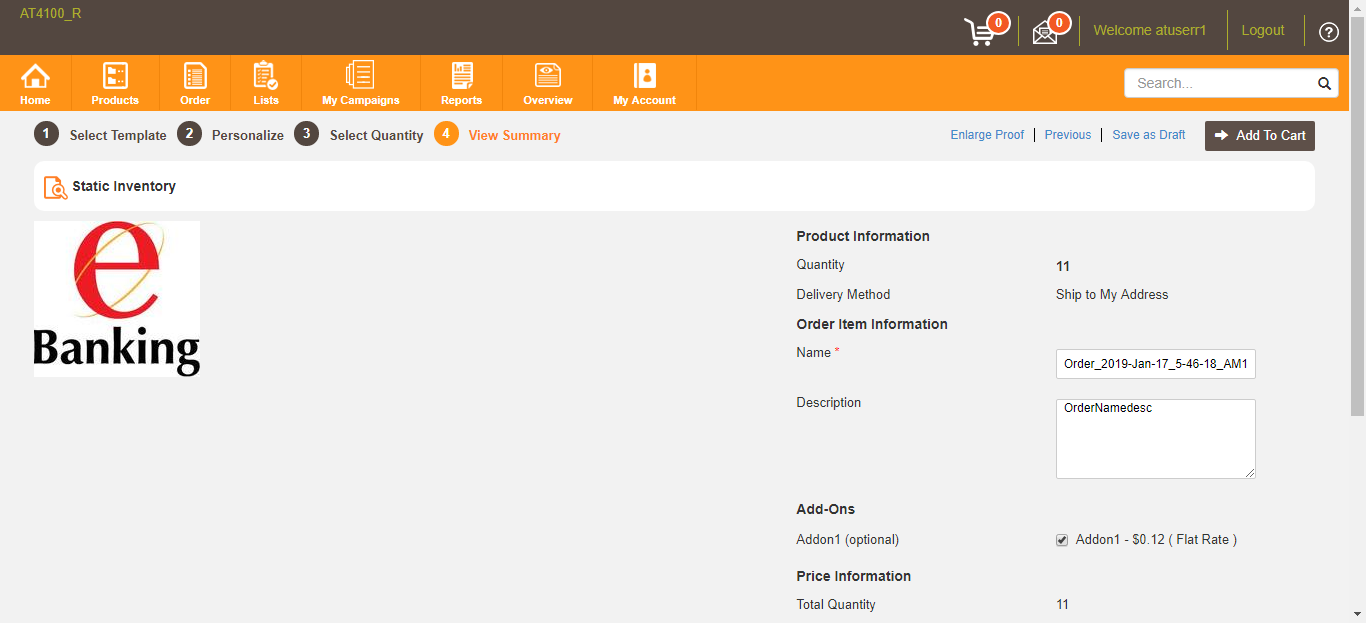 AT4100_R
0
0
Welcome atuserr1
Logout
?
Home
Products
Order
Lists
My Campaigns
Reports
Overview
My Account
Search...
1 Select Template 2 Personalize 3 Select Quantity 4 View Summary
Enlarge Proof
Previous
Save as Draft
Add To Cart
Static Inventory
e
Banking
Product Information
Quantity 11
Delivery Method Ship to My Address
Order Item Information
Name * Order_2019-Jan-17_5-46-18_AM1
Description OrderNamedesc
Add-Ons
Addon1 (optional) Addon1 - $0.12 ( Flat Rate )
Price Information
Total Quantity 11